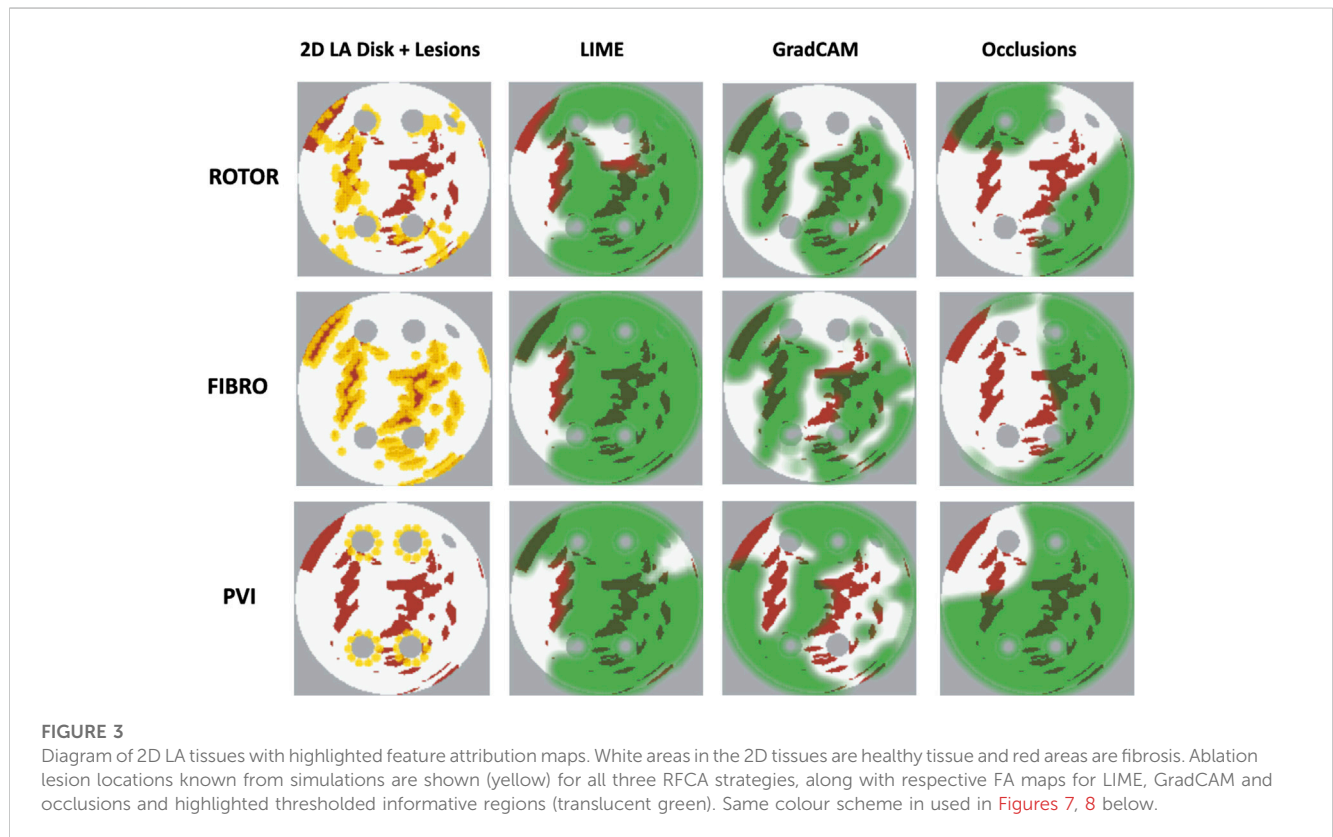 2D LA Disk + Lesions LIME GradCAM Occlusions
ROTOR
FIBRO
PVI
FIGURE 3
Diagram of 2D LA tissues with highlighted feature attribution maps. White areas in the 2D tissues are healthy tissue and red areas are fibrosis. Ablation
lesion locations known from simulations are shown (yellow) for all three RFCA strategies, along with respective FA maps for LIME, GradCAM and
occlusions and highlighted thresholded informative regions (translucent green). Same colour scheme in used in Figures 7, 8 below.